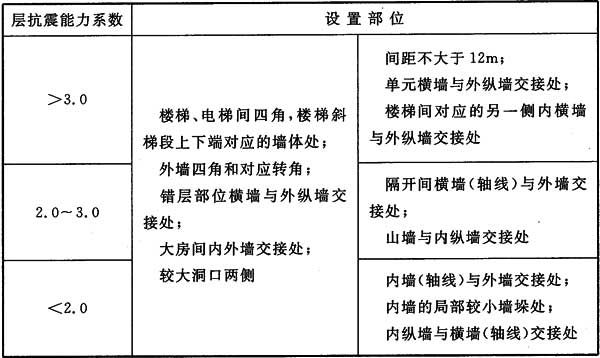 层抗震能力系数
设置部位
>3.0
楼梯、电梯间四角,楼梯斜
梯段上下端对应的墙体处;
外墙四角和对应转角;
错层部位横墙与外纵墙交
接处;
大房间内外墙交接处;
较大洞口两侧
间距不大于12m;
单元横墙与外纵墙交接处;
楼梯间对应的另一侧内横墙
与外纵墙交接处
2.0~3.0
隔开间横墙(轴线)与外墙交
接处;
山墙与内纵墙交接处
<2.0
内墙(轴线)与外墙交接处;
内墙的局部较小墙垛处;
内纵墙与横墙(轴线)交接处